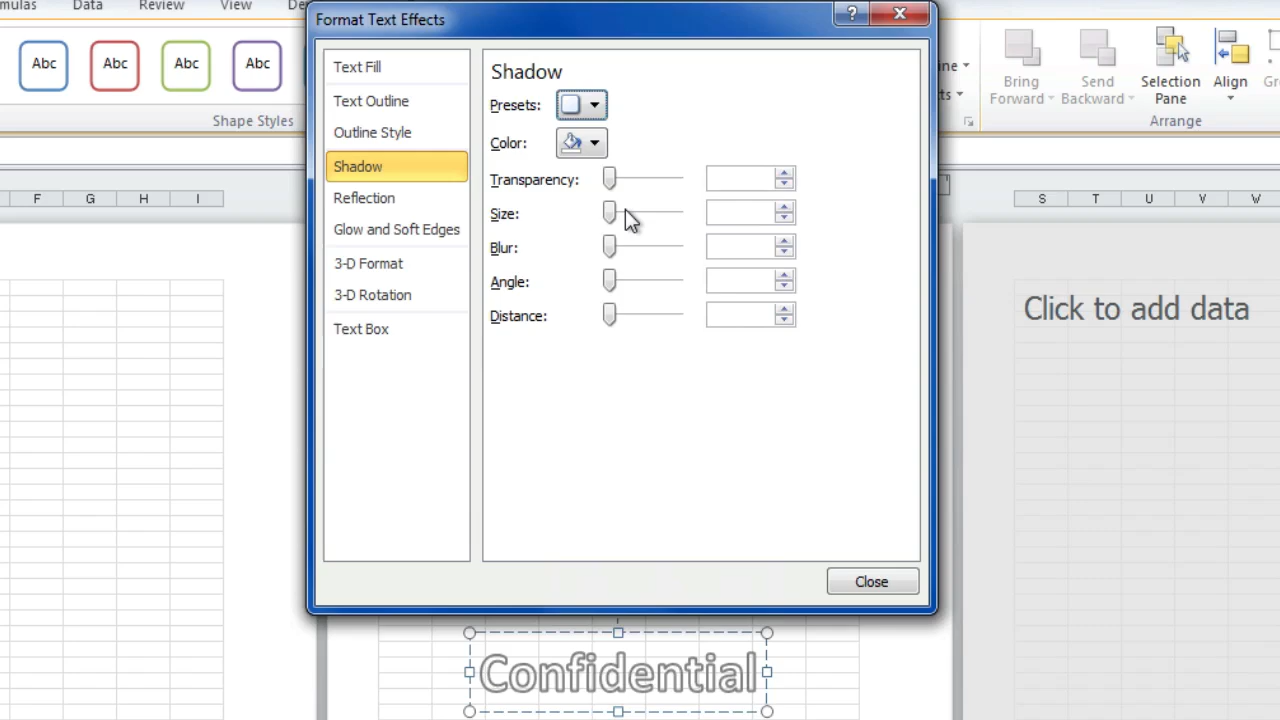 mulas Data Review View De
Format Text Effects
?
Abc Abc Abc Abc
Shape Styles
Bring Forward
Send Backward
Selection Pane
Align
Arrange
Text Fill
Text Outline
Outline Style
Shadow
Reflection
Glow and Soft Edges
3-D Format
3-D Rotation
Text Box
Shadow
Presets:
Color:
Transparency:
Size:
Blur:
Angle:
Distance:
Close
F G H I
S T U V W
Click to add data
Confidential